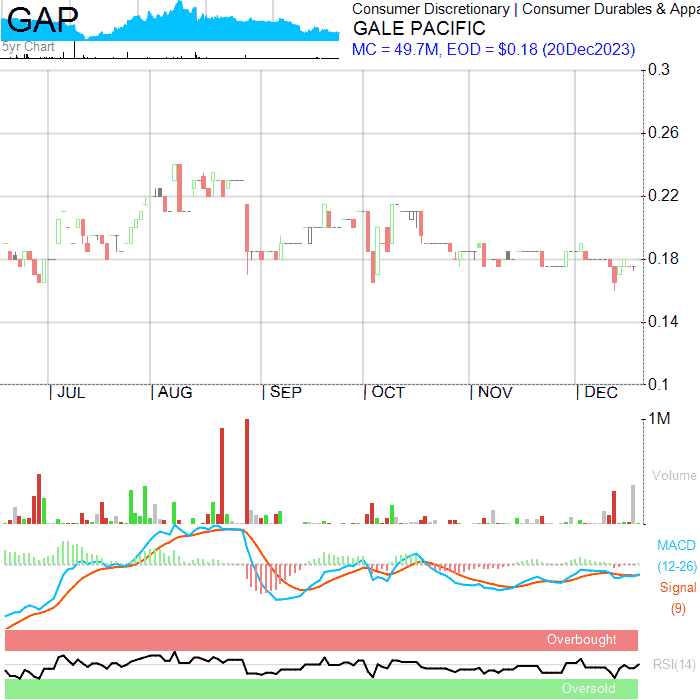 GAP
5yr Chart
Consumer Discretionary | Consumer Durables & Appa
GALE PACIFIC
MC = 49.7M, EOD = $0.18 (20Dec2023)
0.3
0.26
0.22
0.18
0.14
0.1
JUL
AUG
SEP
OCT
NOV
DEC
1M
Volume
MACD
(12-26)
Signal
(9)
Overbought
RSI(14)
Oversold